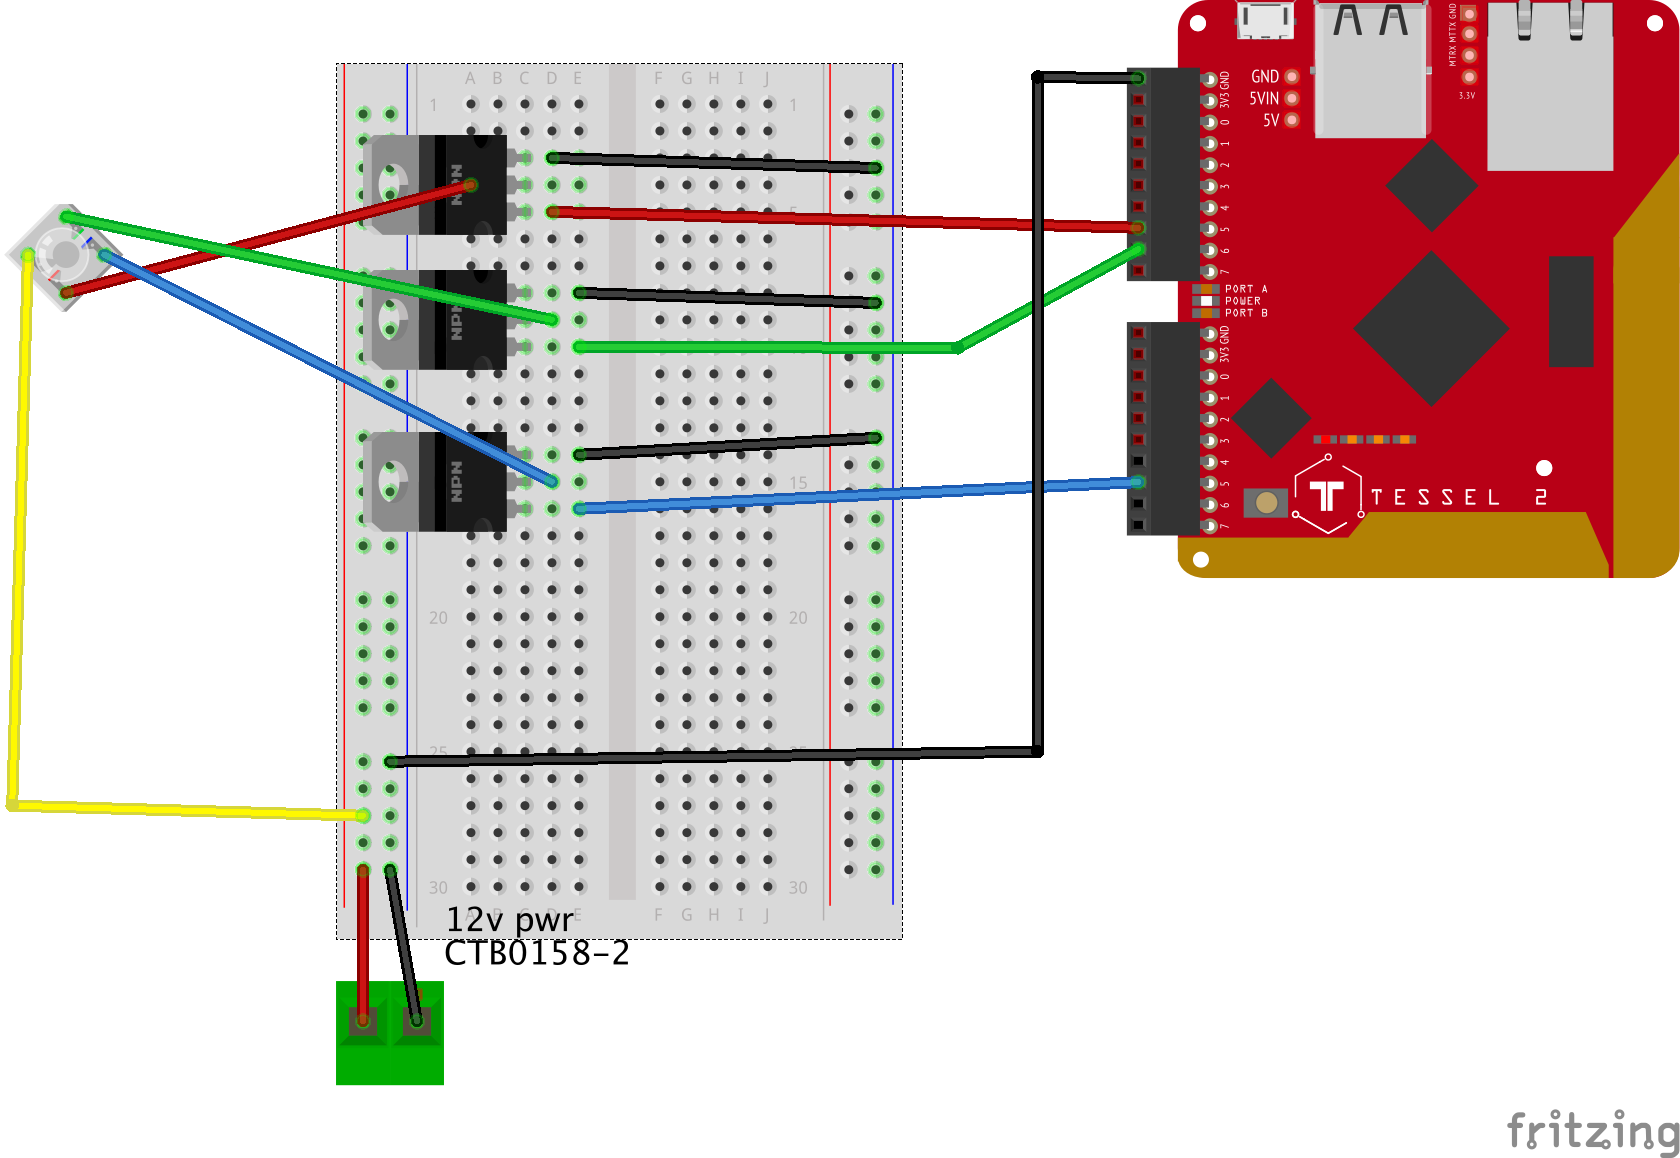 A B C D E F G H I J
1 1
NPN
5
NPN
NPN
15
20 20
25 25
30 30
A B C D E F G H I J
12v pwr
CTB0158-2
GND
5VIN
5V
MTRX MTTX GND
3.3V
GND
3V3
0
1
2
3
4
5
6
7
PORT A
POWER
PORT B
GND
3V3
0
1
2
3
4
5
6
7
TESSEL 2
fritzing